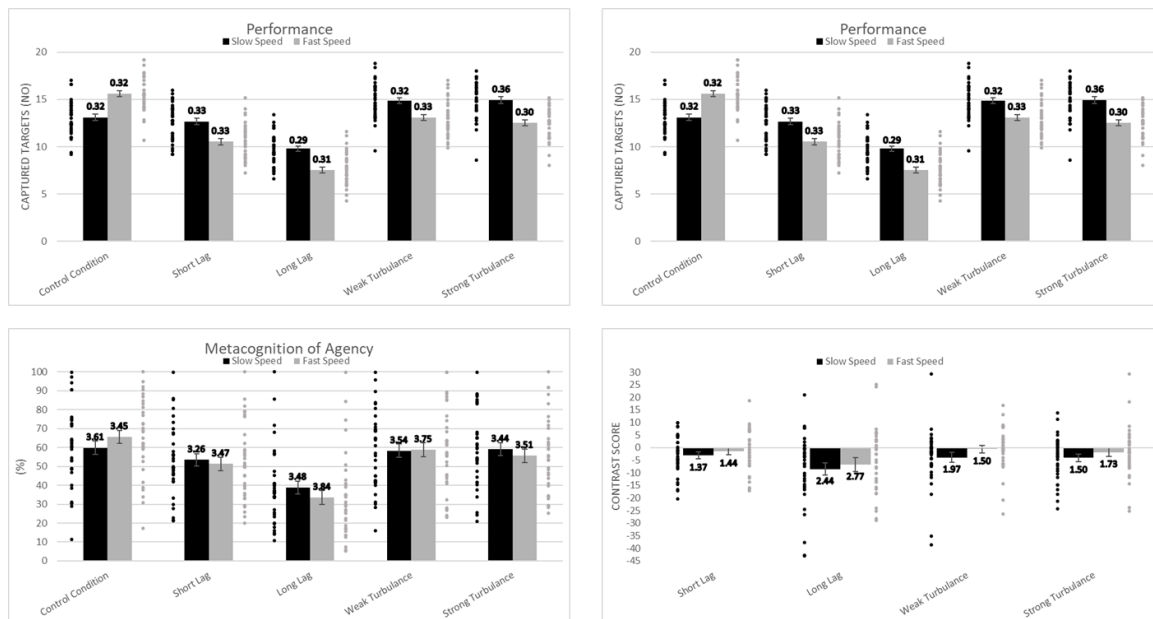 Performance
Slow Speed Fast Speed
CAPTURED TARGETS (NO)
20
15
10
5
0
0.32 0.32 0.33 0.33 0.29 0.31 0.32 0.33 0.36 0.30
Control Condition Short Lag Long Lag Weak Turbulance Strong Turbulance
Performance
Slow Speed Fast Speed
CAPTURED TARGETS (NO)
20
15
10
5
0
0.32 0.32 0.33 0.33 0.29 0.31 0.32 0.33 0.36 0.30
Control Condition Short Lag Long Lag Weak Turbulance Strong Turbulance
Metacognition of Agency
Slow Speed Fast Speed
(%)
100
90
80
70
60
50
40
30
20
10
0
3.61 3.45 3.26 3.47 3.48 3.84 3.54 3.75 3.44 3.51
Control Condition Short Lag Long Lag Weak Turbulance Strong Turbulance
Slow Speed Fast Speed
CONTRAST SCORE
30
25
20
15
10
5
0
-5
-10
-15
-20
-25
-30
-35
-40
-45
1.37 1.44 2.44 2.77 1.97 1.50 1.50 1.73
Short Lag Long Lag Weak Turbulance Strong Turbulance